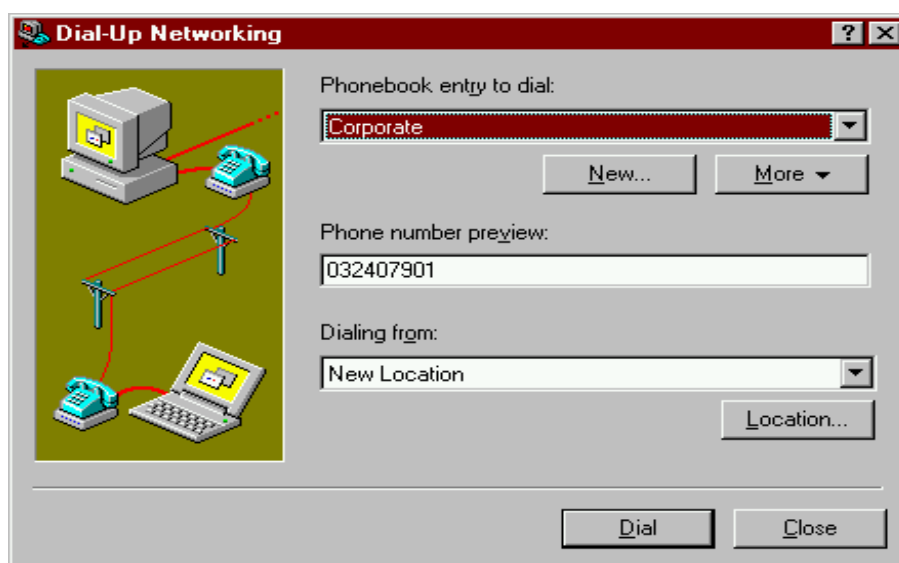 Dial-Up Networking
Phonebook entry to dial:
Corporate
New...
More
Phone number preview:
032407901
Dialing from:
New Location
Location...
Dial
Close